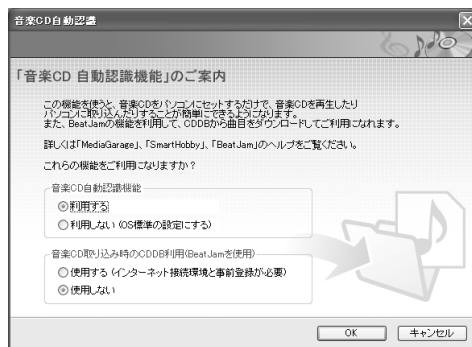 音楽CD自動認識
「音楽CD 自動認識機能」のご案内
この機能を使うと、音楽CDをパソコンにセットするだけで、音楽CDを再生したり
パソコンに取り込んだりすることが簡単にできるようになります。
また、BeatJamの機能を利用して、CDDBから曲目をダウンロードしてご利用になれます。
詳しくは「MediaGarage」、「SmartHobby」、「BeatJam」のヘルプをご覧ください。
これらの機能をご利用になりますか？
音楽CD自動認識機能
利用する
利用しない（OS標準の設定にする）
音楽CD取り込み時のCDDB利用(BeatJamを使用)
使用する（インターネット接続環境と事前登録が必要）
使用しない
OK
キャンセル